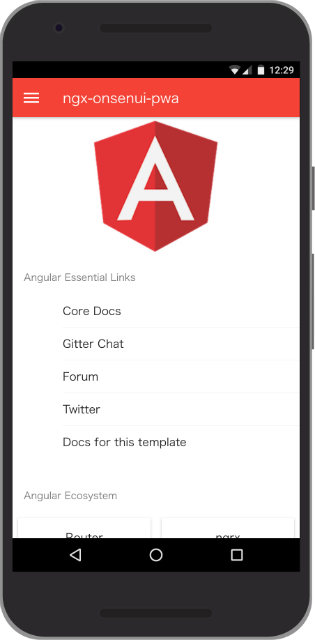 12:29
ngx-onsenui-pwa
A
Angular Essential Links
Core Docs
Gitter Chat
Forum
Twitter
Docs for this template
Angular Ecosystem
Router ngrx